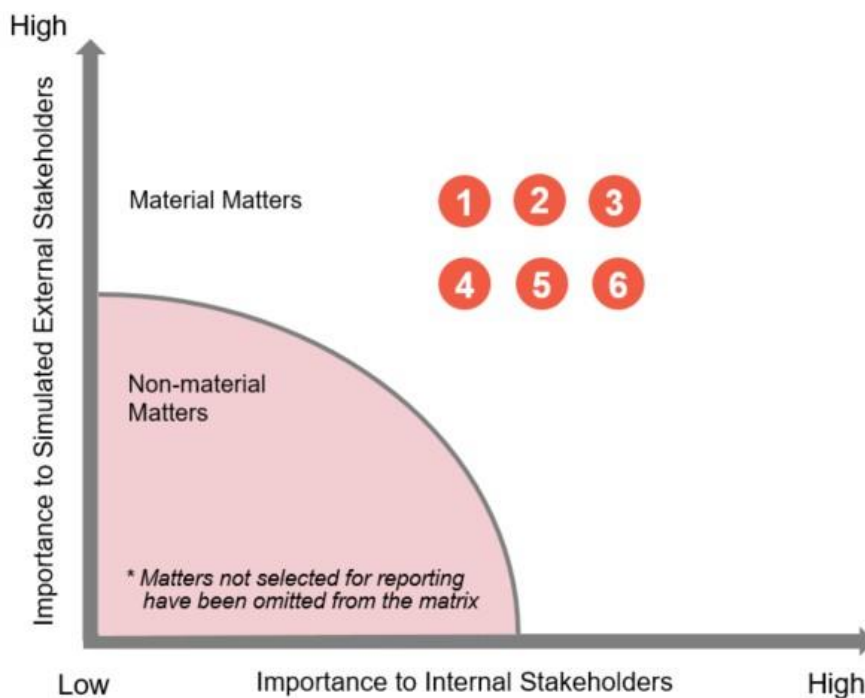 High
Importance to Simulated External Stakeholders
Material Matters
1 2 3
4 5 6
Non-material
Matters
* Matters not selected for reporting
have been omitted from the matrix
Low
Importance to Internal Stakeholders
High